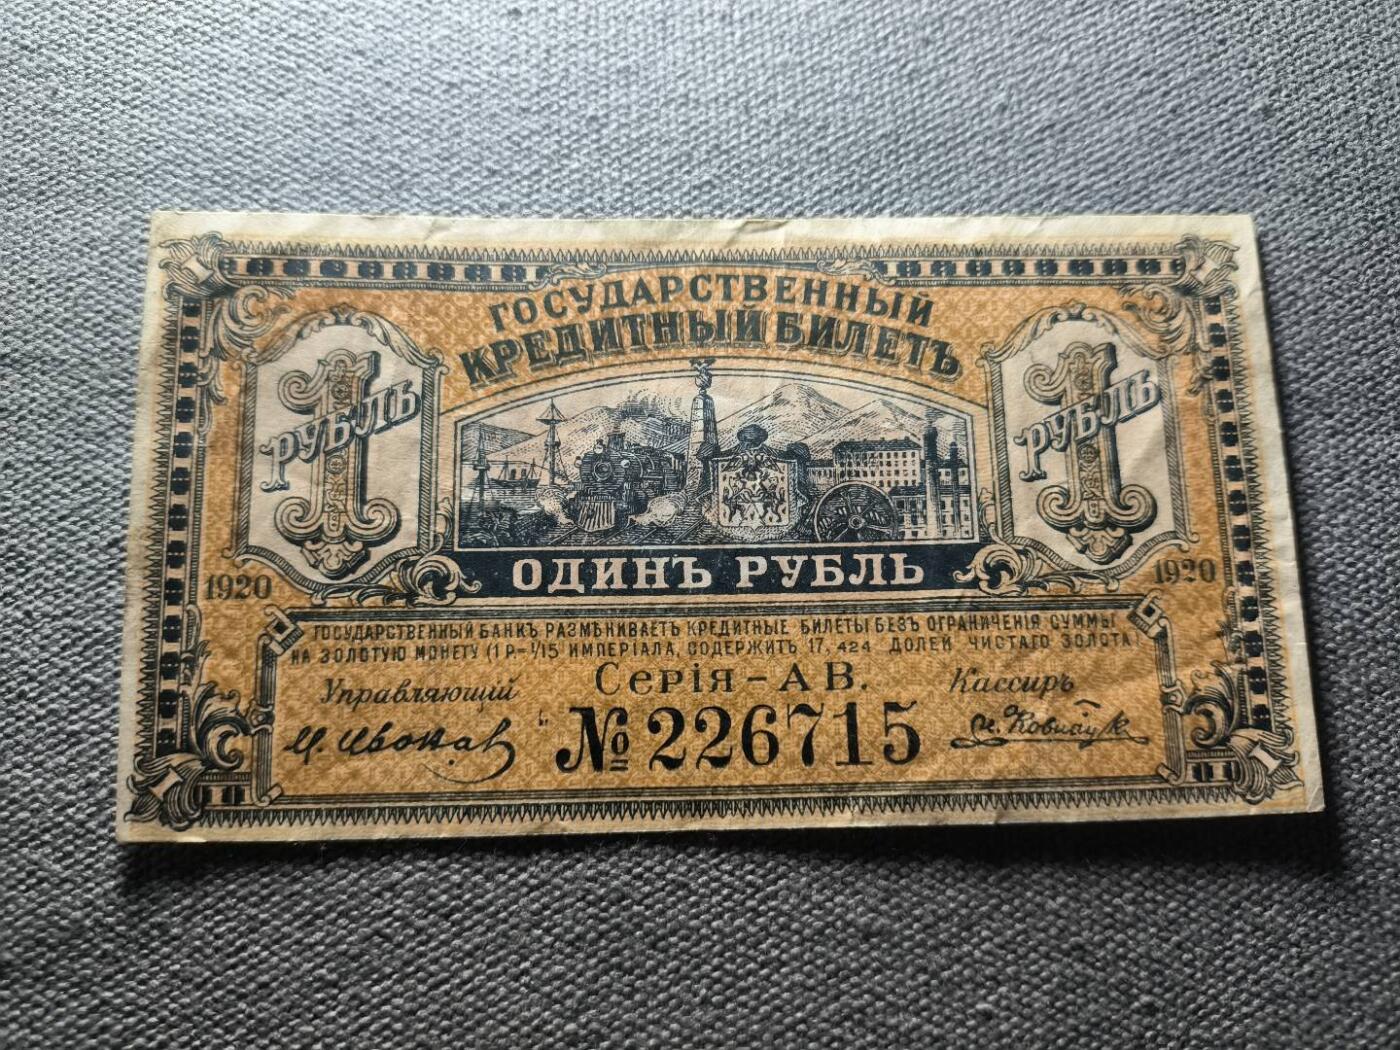 ГОСУДАРСТВЕННЫЙ
КРЕДИТНЫЙ БИЛЕТЪ
1 РУБЛЬ
1 РУБЛЬ
ОДИНЪ РУБЛЬ
1920
1920
ГОСУДАРСТВЕННЫЙ БАНКЪ РАЗМѢНИВАЕТЪ КРЕДИТНЫЕ БИЛЕТЫ БЕЗЪ ОГРАНИЧЕНІЯ СУММЫ
НА ЗОЛОТУЮ МОНЕТУ (1 Р.–1/15 ИМПЕРІАЛА, СОДЕРЖИТЪ 17, 424 ДОЛЕЙ ЧИСТАГО ЗОЛОТА)
Управляющій
Серія – АВ.
Кассиръ
№ 226715